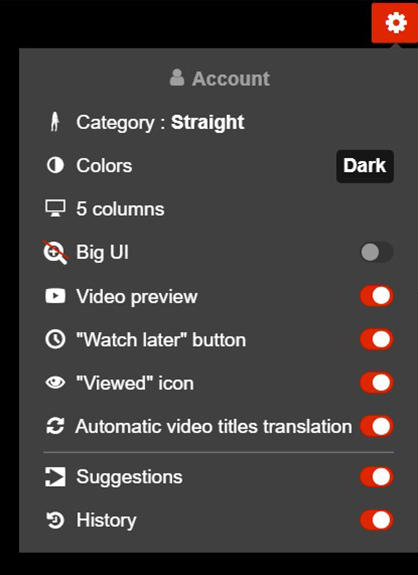 Account
Category : Straight
Colors Dark
5 columns
Big UI
Video preview
"Watch later" button
"Viewed" icon
Automatic video titles translation
Suggestions
History